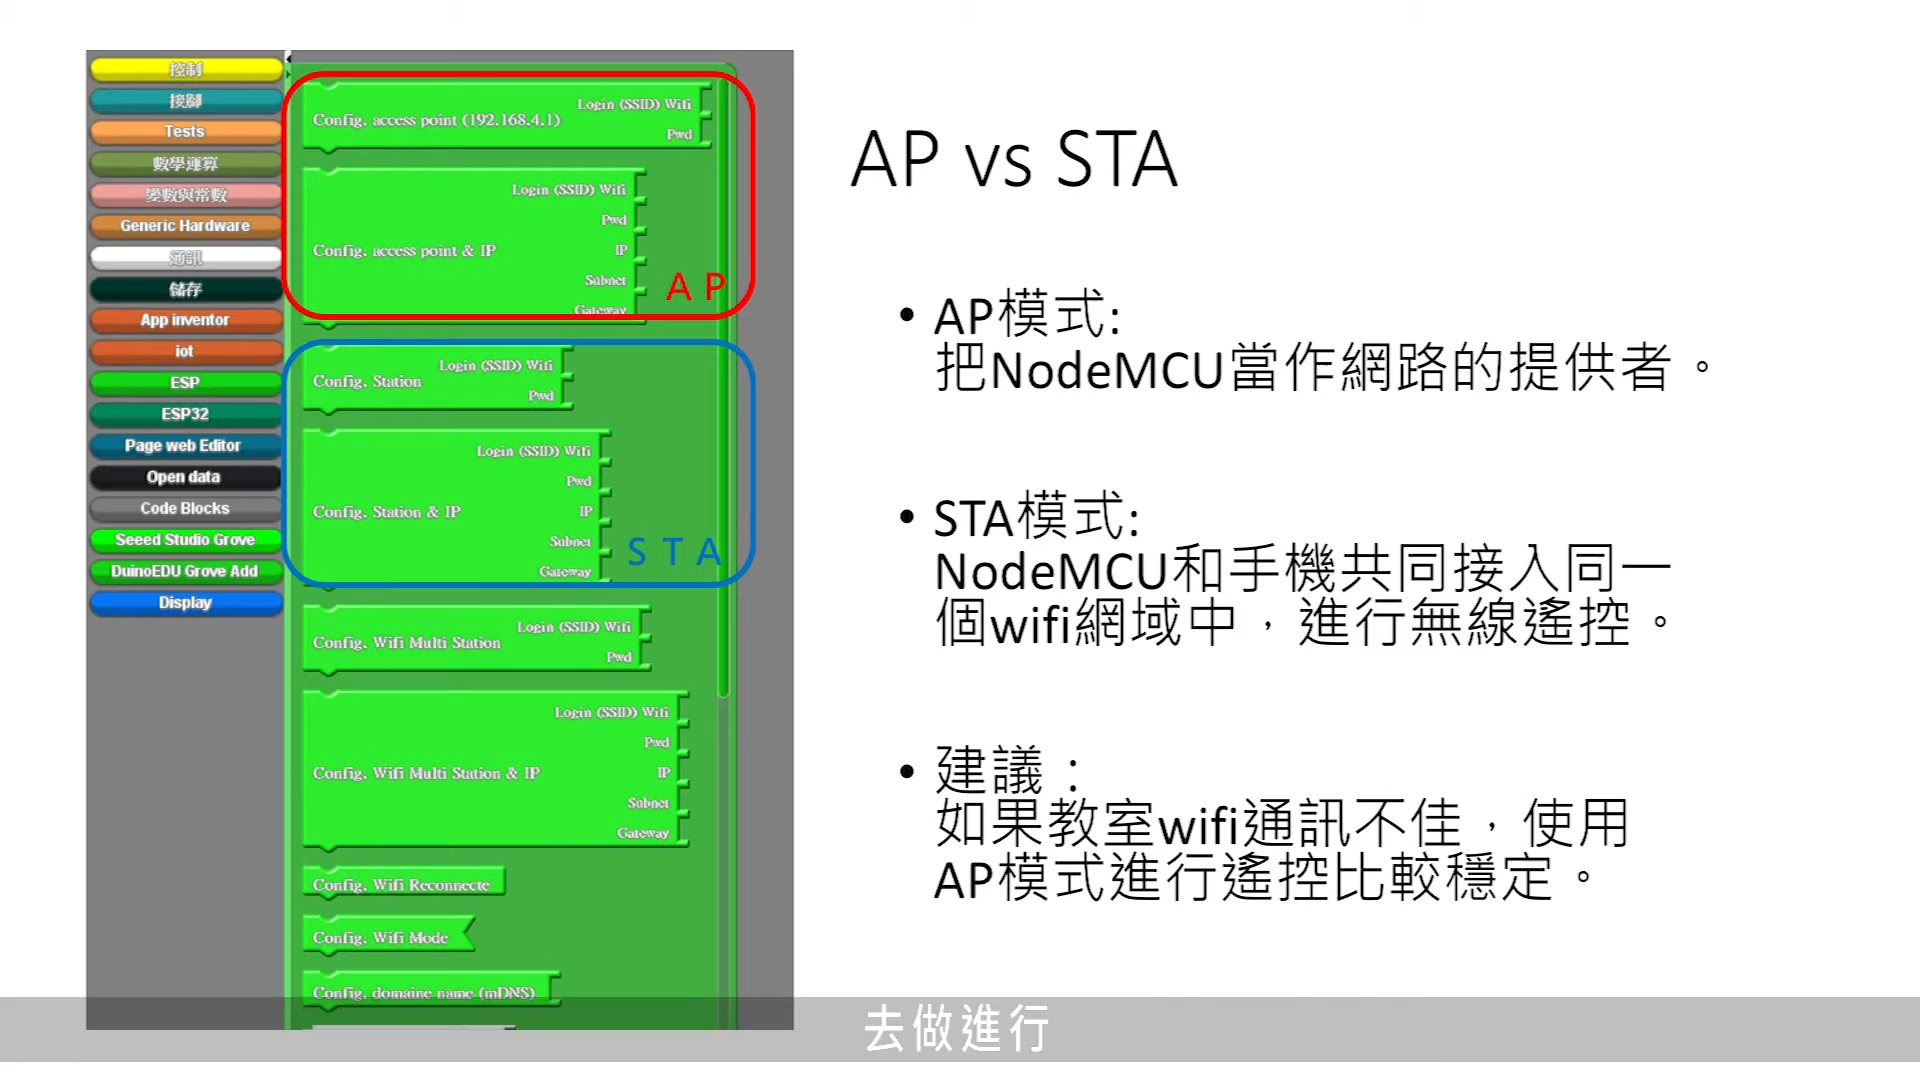 控制
接腳
Tests
數學運算
變數與常數
Generic Hardware
通訊
儲存
App inventor
iot
ESP
ESP32
Page web Editor
Open data
Code Blocks
Seeed Studio Grove
DuinoEDU Grove Add
Display
Config. access point (192.168.4.1)
Login (SSID) Wifi
Pwd
Config. access point & IP
Login (SSID) Wifi
Pwd
IP
Subnet
Gateway
AP
Config. Station
Login (SSID) Wifi
Pwd
Config. Station & IP
Login (SSID) Wifi
Pwd
IP
Subnet
Gateway
STA
Config. Wifi Multi Station
Login (SSID) Wifi
Pwd
Config. Wifi Multi Station & IP
Login (SSID) Wifi
Pwd
IP
Subnet
Gateway
Config. Wifi Reconnecte
Config. Wifi Mode
Config. domaine name (mDNS)
AP vs STA
• AP模式:
把NodeMCU當作網路的提供者。
• STA模式:
NodeMCU和手機共同接入同一
個wifi網域中，進行無線遙控。
• 建議：
如果教室wifi通訊不佳，使用
AP模式進行遙控比較穩定。
去做進行